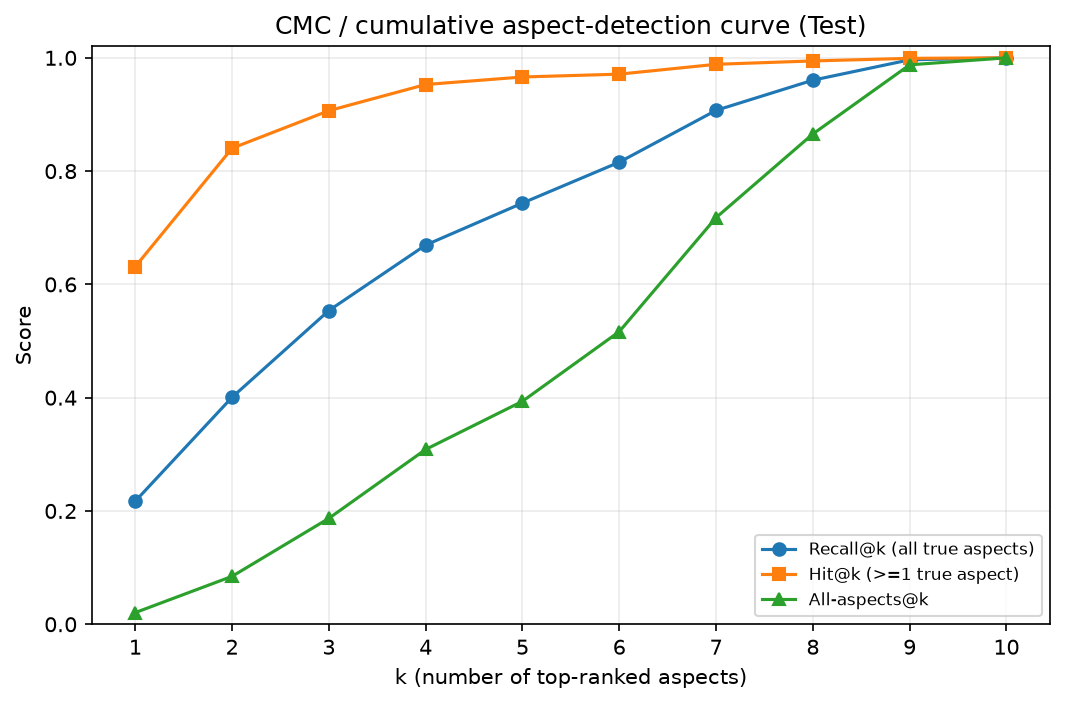 CMC / cumulative aspect-detection curve (Test)
1.0
0.8
0.6
0.4
0.2
0.0
Score
Recall@k (all true aspects)
Hit@k (>=1 true aspect)
All-aspects@k
1 2 3 4 5 6 7 8 9 10
k (number of top-ranked aspects)